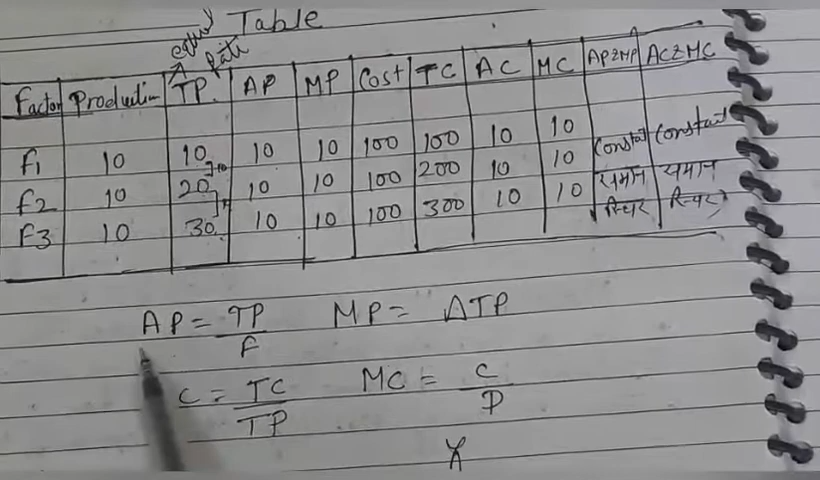 equal Table
rate
Factor Production TP AP MP Cost TC AC MC AP≥MP AC≥MC
F1 10 10 10 10 100 100 10 10 Constant Constant
F2 10 20 10 10 100 200 10 10 समान समान
F3 10 30 10 10 100 300 10 10 स्थिर स्थिर
AP = TP/F MP = ΔTP
C = TC/TP MC = C/P
Y